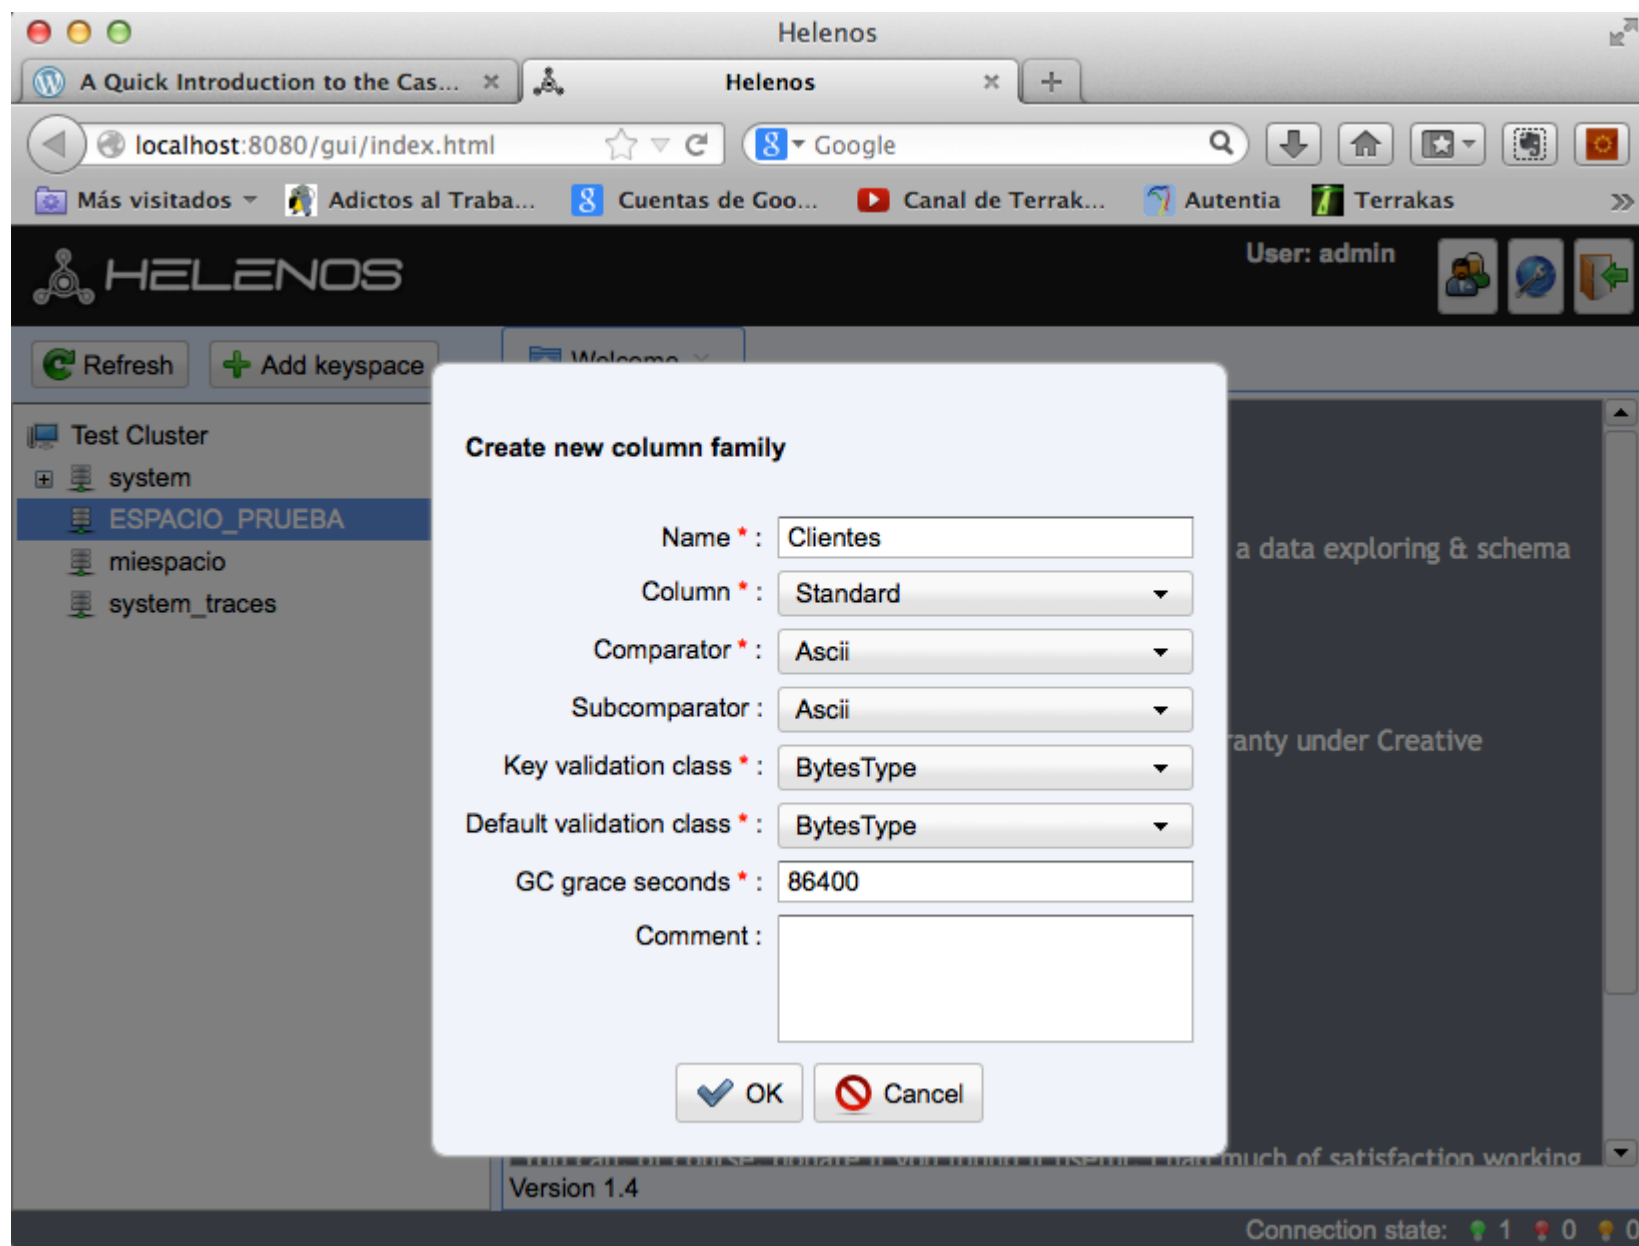 Helenos
A Quick Introduction to the Cas...
Helenos
localhost:8080/gui/index.html
Google
Más visitados
Adictos al Traba...
Cuentas de Goo...
Canal de Terrak...
Autentia
Terrakas
HELENOS
User: admin
Refresh
Add keyspace
Welcome
Test Cluster
system
ESPACIO_PRUEBA
miespacio
system_traces
Create new column family
Name * : Clientes
Column * : Standard
Comparator * : Ascii
Subcomparator : Ascii
Key validation class * : BytesType
Default validation class * : BytesType
GC grace seconds * : 86400
Comment :
OK
Cancel
a data exploring & schema
under Creative
much of satisfaction working
Version 1.4
Connection state: 1 0 0